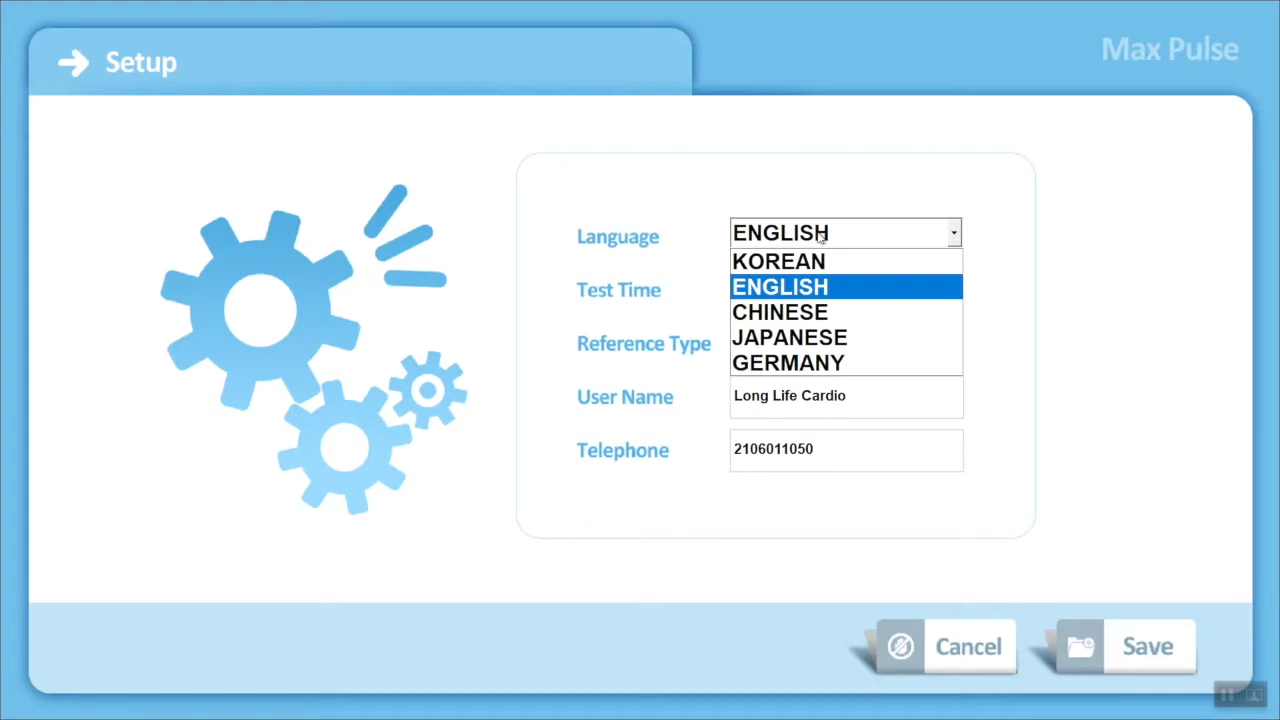 Setup
Max Pulse
Language
ENGLISH
KOREAN
ENGLISH
CHINESE
JAPANESE
GERMANY
Test Time
Reference Type
User Name
Long Life Cardio
Telephone
2106011050
Cancel
Save